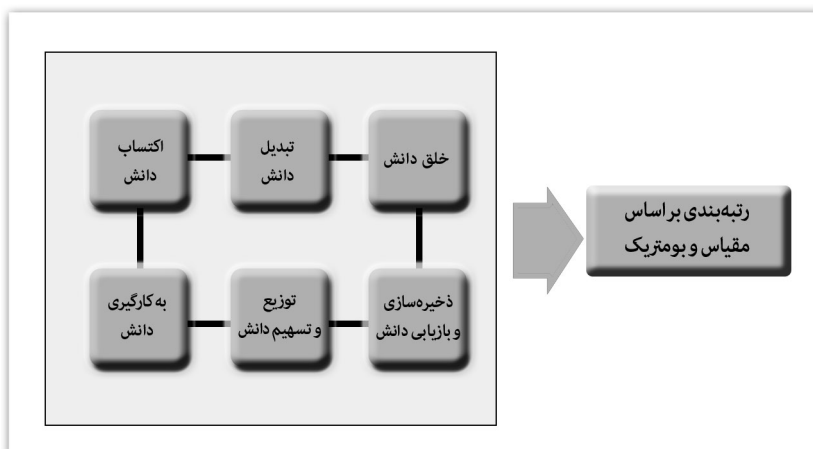 خلق دانش
تبدیل
دانش
اکتساب
دانش
ذخیره‌سازی
و بازیابی دانش
توزیع
و تسهیم دانش
به کارگیری
دانش
رتبه‌بندی بر اساس
مقیاس وبومتریک